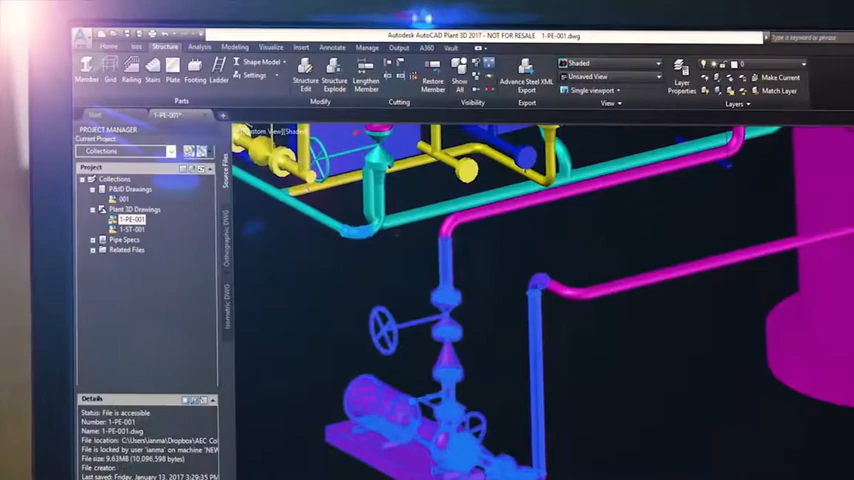 Autodesk AutoCAD Plant 3D 2017 - NOT FOR RESALE 1-PE-001.dwg
Type a keyword or phrase
Home Isos Structure Analysis Modeling Visualize Insert Annotate Manage Output A360 Vault
Member Grid Railing Stairs Plate Footing Ladder
Shape Model
Settings
Structure Edit
Structure Explode
Lengthen Member
Restore Member
Show All
Advance Steel XML Export
Shaded
Unsaved View
Single viewport
Layer Properties
0
Make Current
Match Layer
Parts Modify Cutting Visibility Export View Layers
Start 1-PE-001*
PROJECT MANAGER
Current Project:
Collections
Project
Collections
P&ID Drawings
001
Plant 3D Drawings
1-PE-001
1-ST-001
Pipe Specs
Related Files
Source Files
Orthographic DWG
Isometric DWG
Custom View][Shaded]
Details
Status: File is accessible
Number: 1-PE-001
Name: 1-PE-001.dwg
File location: C:\Users\ianma\Dropbox\AEC Col
File is locked by user 'ianma' on machine 'NEW
File size: 9.63MB (10,096,598 bytes)
File creator:
Last saved: Friday, January 13, 2017 3:29:35 PM